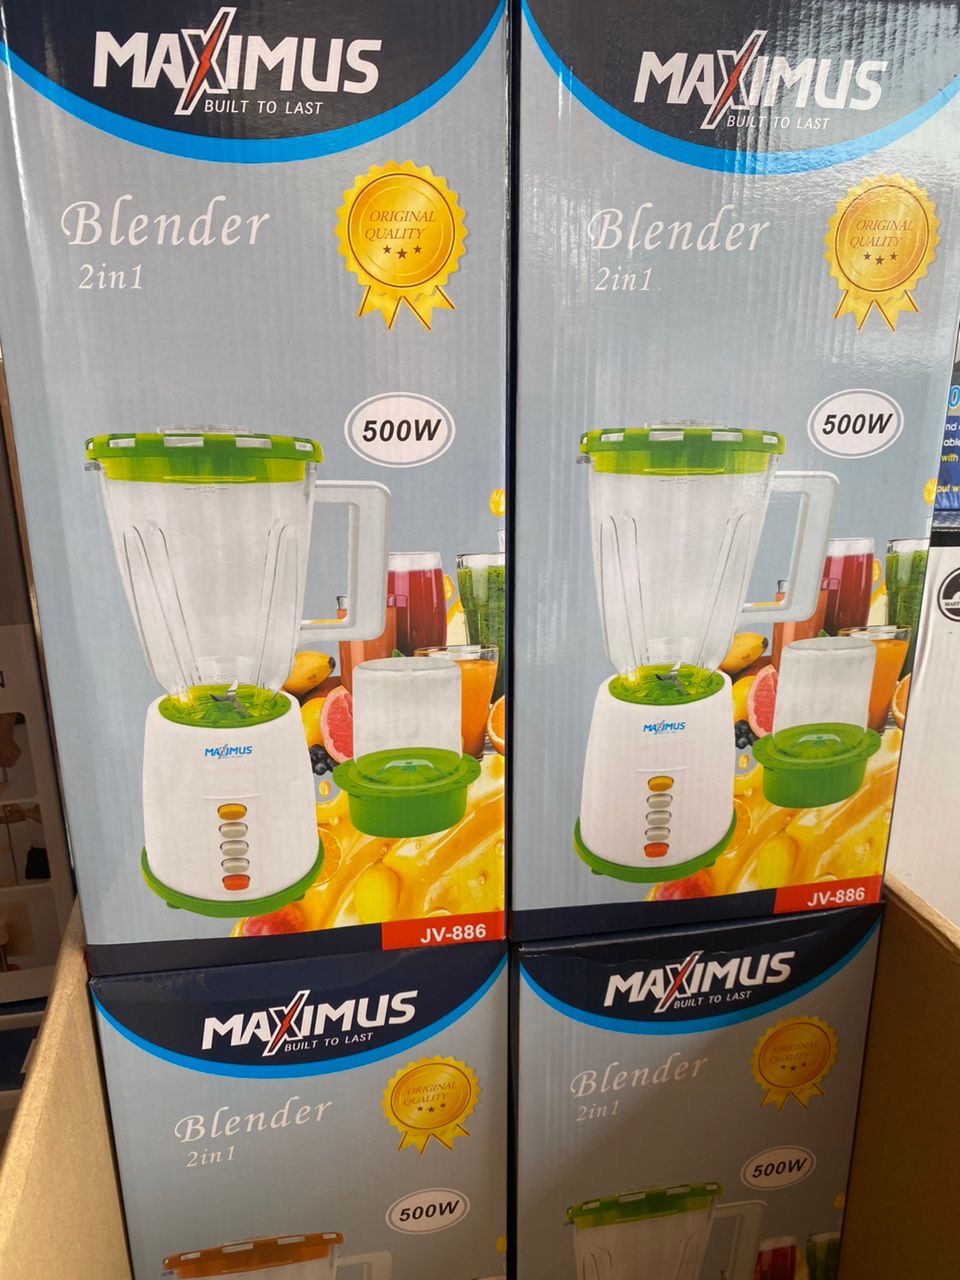 MAXIMUS
BUILT TO LAST
Blender
2in1
ORIGINAL
QUALITY
500W
MAXIMUS
JV-886
MAXIMUS
BUILT TO LAST
Blender
2in1
ORIGINAL
QUALITY
500W
MAXIMUS
JV-886
MAXIMUS
BUILT TO LAST
Blender
2in1
ORIGINAL
QUALITY
500W
MAXIMUS
BUILT TO LAST
Blender
2in1
ORIGINAL
QUALITY
500W
with